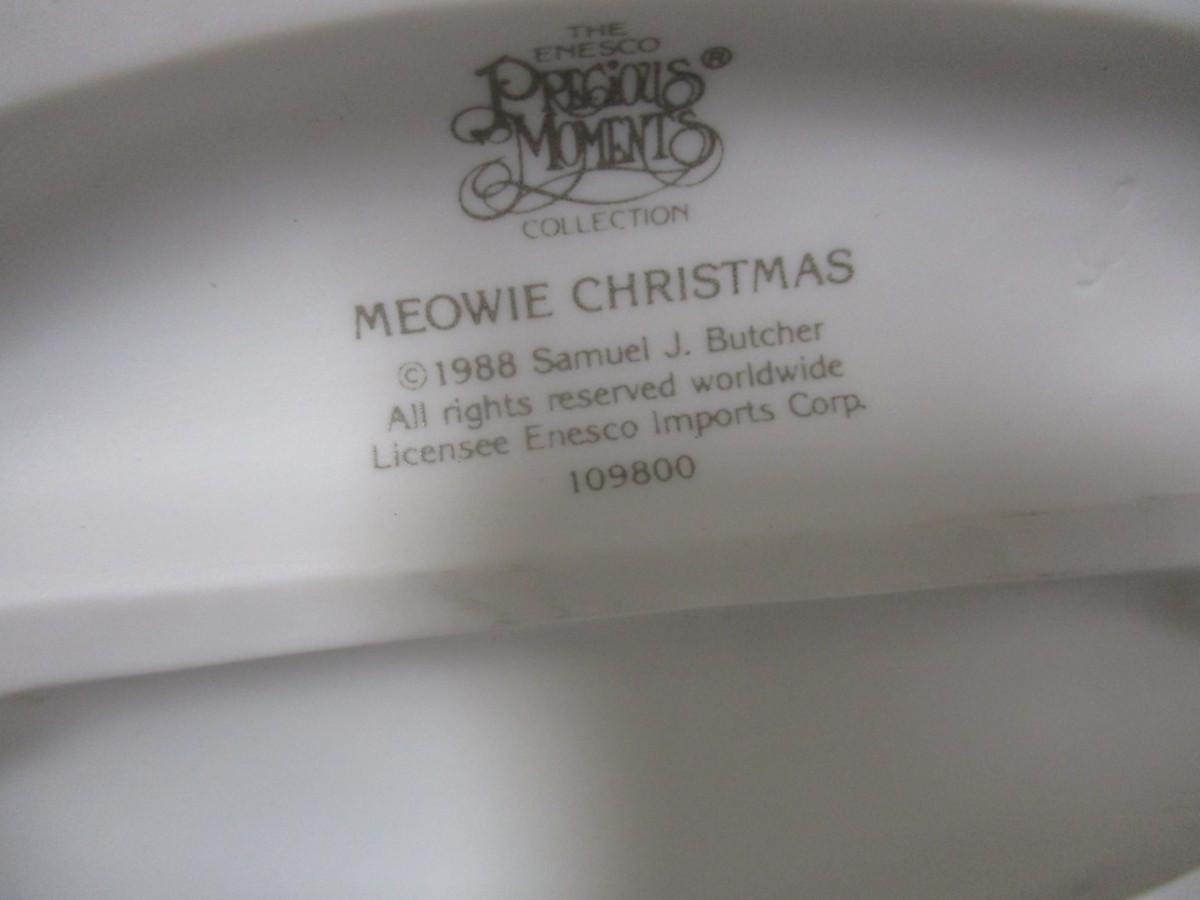 THE
ENESCO
PRECIOUS®
MOMENTS
COLLECTION
MEOWIE CHRISTMAS
©1988 Samuel J. Butcher
All rights reserved worldwide
Licensee Enesco Imports Corp.
109800